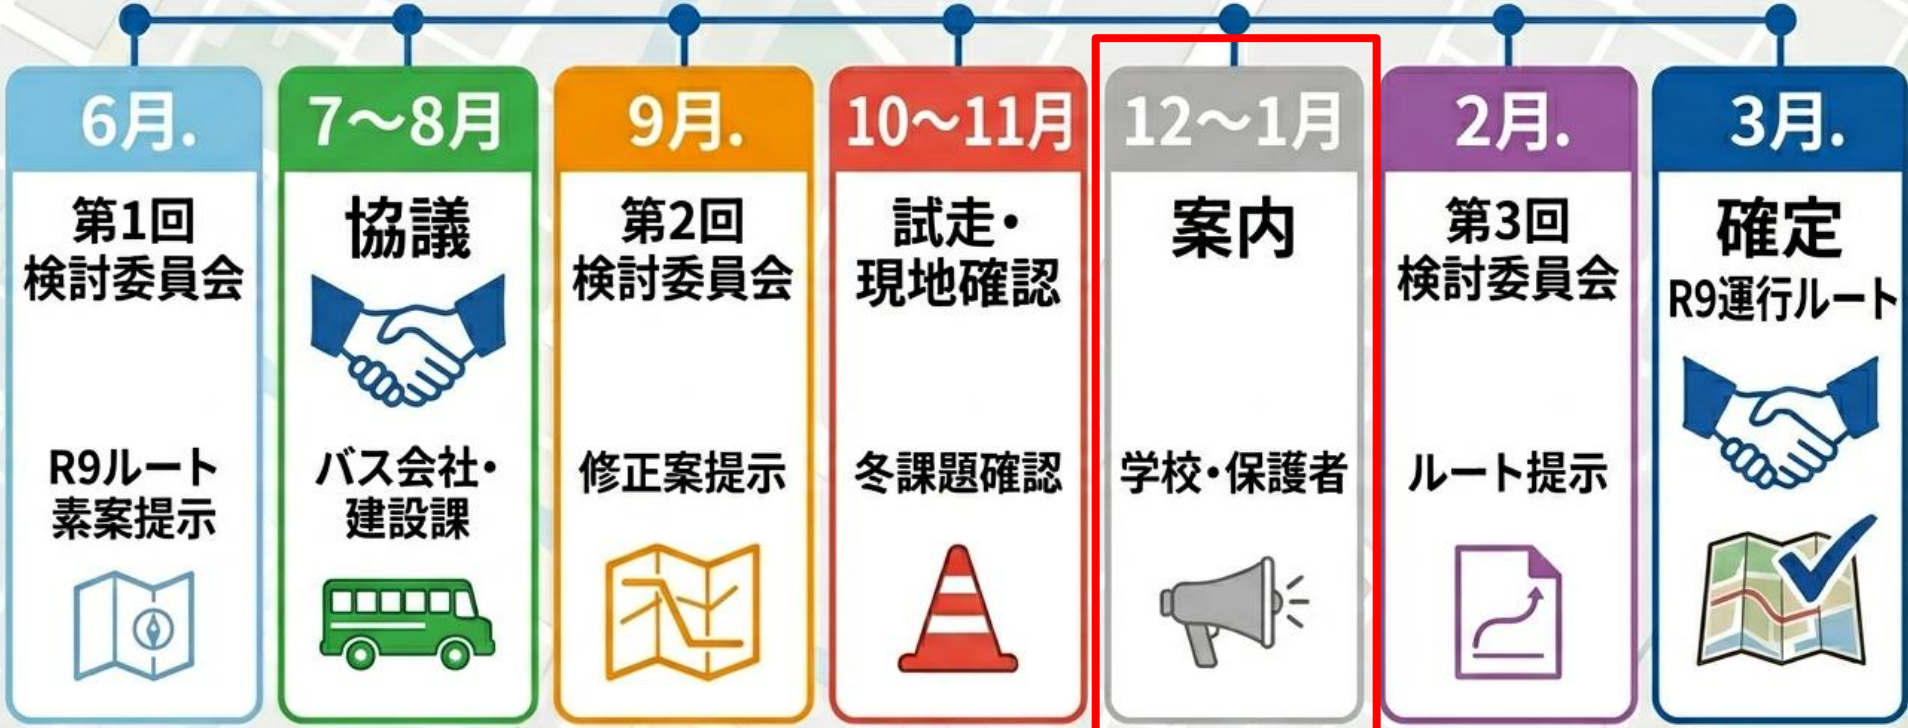 6月.
第1回
検討委員会
R9ルート
素案提示
7～8月
協議
バス会社・
建設課
9月.
第2回
検討委員会
修正案提示
10～11月
試走・
現地確認
冬課題確認
12～1月
案内
学校・保護者
2月.
第3回
検討委員会
ルート提示
3月.
確定
R9運行ルート